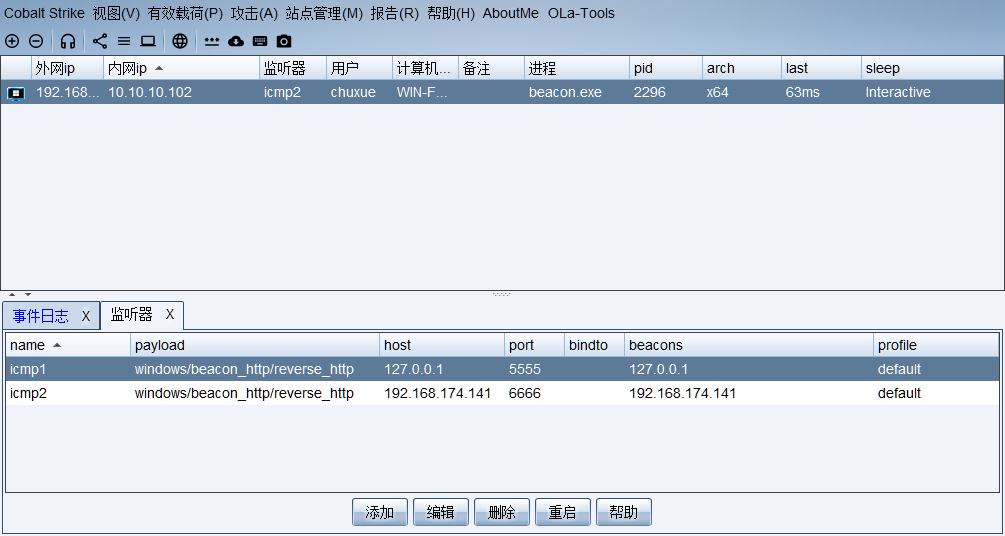 Cobalt Strike 视图(V) 有效载荷(P) 攻击(A) 站点管理(M) 报告(R) 帮助(H) AboutMe OLa-Tools
外网ip 内网ip 监听器 用户 计算机... 备注 进程 pid arch last sleep
192.168... 10.10.10.102 icmp2 chuxue WIN-F... beacon.exe 2296 x64 63ms Interactive
事件日志 X 监听器 X
name payload host port bindto beacons profile
icmp1 windows/beacon_http/reverse_http 127.0.0.1 5555 127.0.0.1 default
icmp2 windows/beacon_http/reverse_http 192.168.174.141 6666 192.168.174.141 default
添加 编辑 删除 重启 帮助